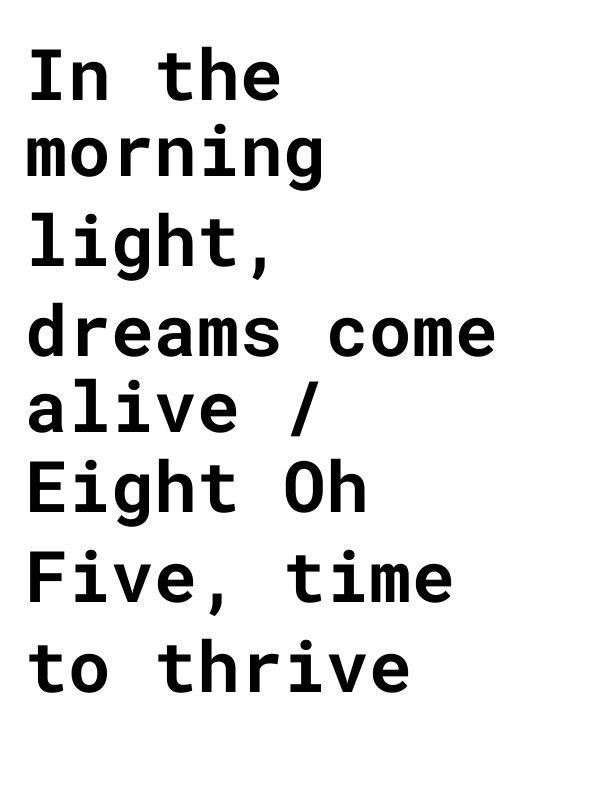 In the
morning
light,
dreams come
alive /
Eight Oh
Five, time
to thrive